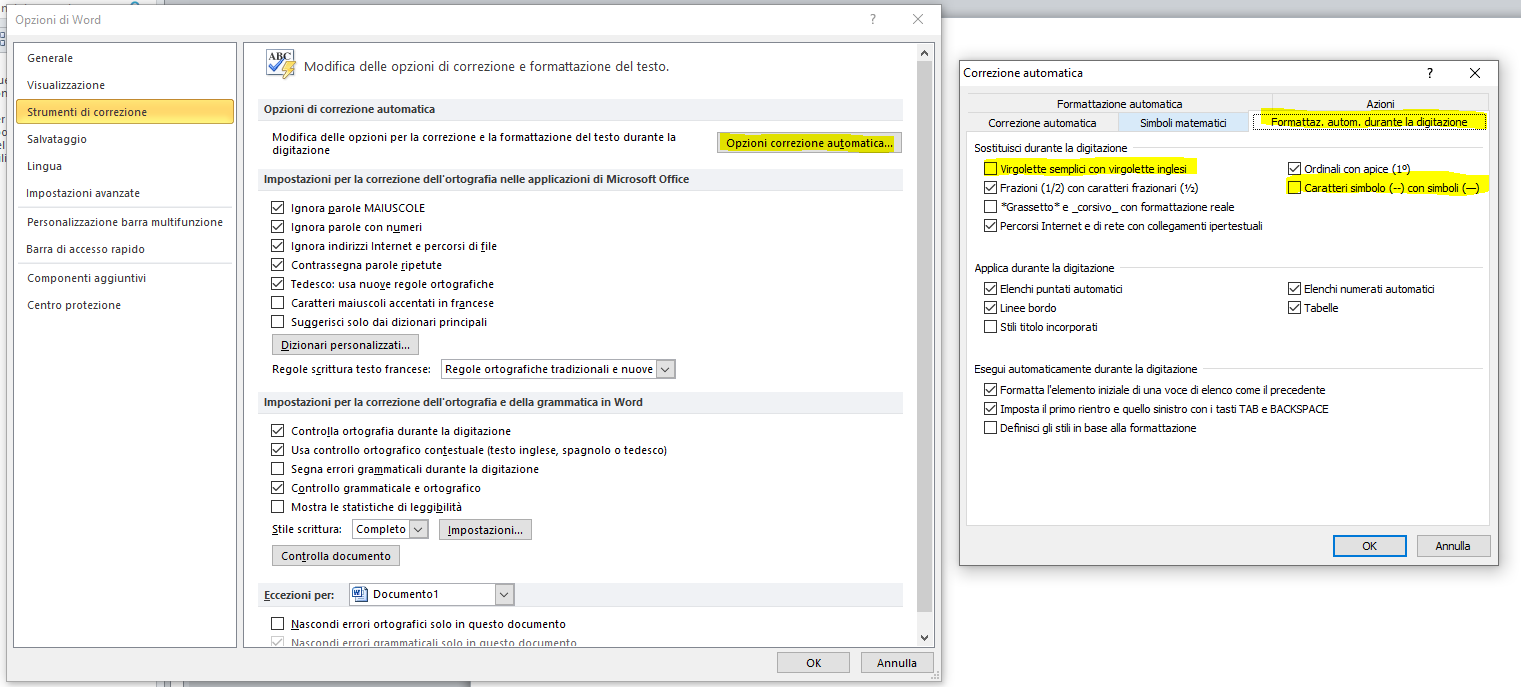 Opzioni di Word
?
Generale
Visualizzazione
Strumenti di correzione
Salvataggio
Lingua
Impostazioni avanzate
Personalizzazione barra multifunzione
Barra di accesso rapido
Componenti aggiuntivi
Centro protezione
ABC
Modifica delle opzioni di correzione e formattazione del testo.
Opzioni di correzione automatica
Modifica delle opzioni per la correzione e la formattazione del testo durante la
digitazione
Opzioni correzione automatica...
Impostazioni per la correzione dell'ortografia nelle applicazioni di Microsoft Office
Ignora parole MAIUSCOLE
Ignora parole con numeri
Ignora indirizzi Internet e percorsi di file
Contrassegna parole ripetute
Tedesco: usa nuove regole ortografiche
Caratteri maiuscoli accentati in francese
Suggerisci solo dai dizionari principali
Dizionari personalizzati...
Regole scrittura testo francese: Regole ortografiche tradizionali e nuove
Impostazioni per la correzione dell'ortografia e della grammatica in Word
Controlla ortografia durante la digitazione
Usa controllo ortografico contestuale (testo inglese, spagnolo o tedesco)
Segna errori grammaticali durante la digitazione
Controllo grammaticale e ortografico
Mostra le statistiche di leggibilità
Stile scrittura: Completo Impostazioni...
Controlla documento
Eccezioni per: Documento1
Nascondi errori ortografici solo in questo documento
Nascondi errori grammaticali solo in questo documento
OK Annulla
Correzione automatica
?
Formattazione automatica Azioni
Correzione automatica Simboli matematici Formattaz. autom. durante la digitazione
Sostituisci durante la digitazione
Virgolette semplici con virgolette inglesi Ordinali con apice (1º)
Frazioni (1/2) con caratteri frazionari (½) Caratteri simbolo (--) con simboli (—)
*Grassetto* e _corsivo_ con formattazione reale
Percorsi Internet e di rete con collegamenti ipertestuali
Applica durante la digitazione
Elenchi puntati automatici Elenchi numerati automatici
Linee bordo Tabelle
Stili titolo incorporati
Esegui automaticamente durante la digitazione
Formatta l'elemento iniziale di una voce di elenco come il precedente
Imposta il primo rientro e quello sinistro con i tasti TAB e BACKSPACE
Definisci gli stili in base alla formattazione
OK Annulla